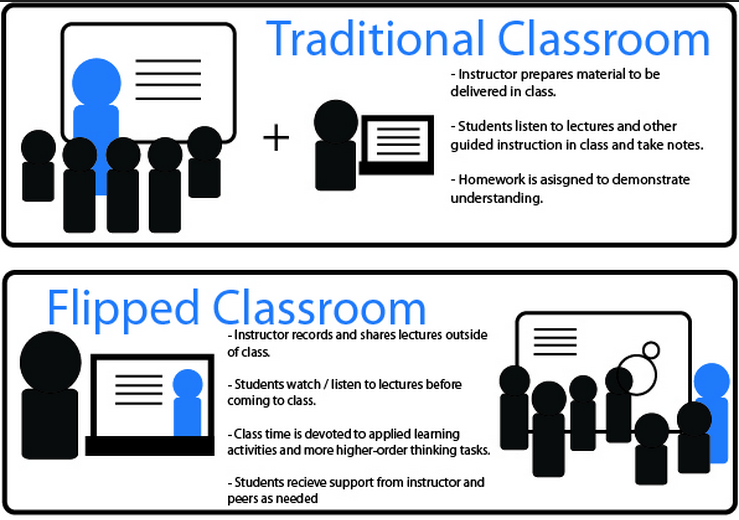 Traditional Classroom
- Instructor prepares material to be
delivered in class.
- Students listen to lectures and other
guided instruction in class and take notes.
- Homework is asisgned to demonstrate
understanding.
+
Flipped Classroom
- Instructor records and shares lectures outside
of class.
- Students watch / listen to lectures before
coming to class.
- Class time is devoted to applied learning
activities and more higher-order thinking tasks.
- Students recieve support from instructor and
peers as needed